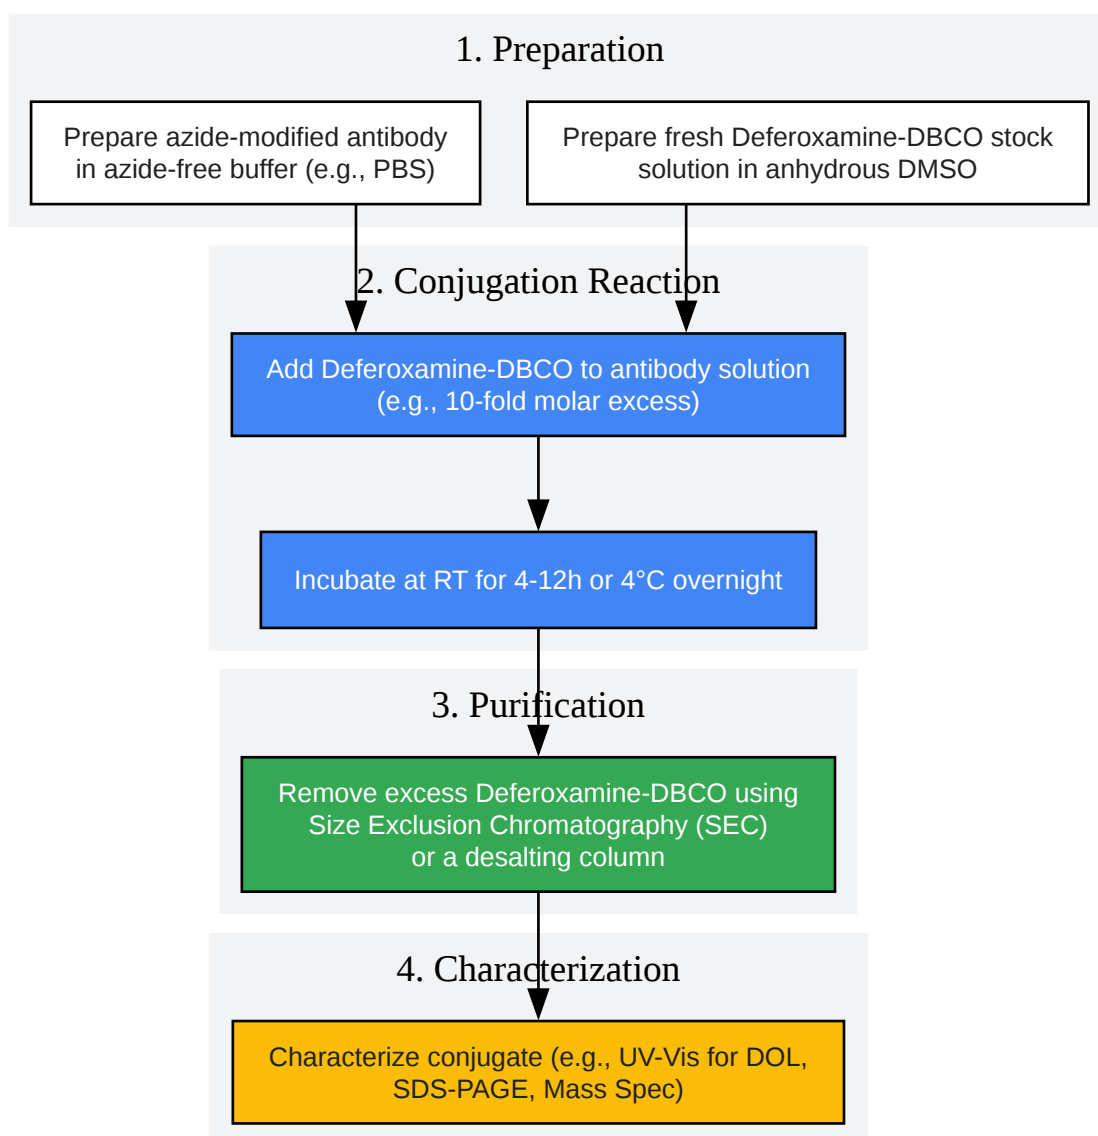 1. Preparation
Prepare azide-modified antibody
in azide-free buffer (e.g., PBS)
Prepare fresh Deferoxamine-DBCO stock
solution in anhydrous DMSO
2. Conjugation Reaction
Add Deferoxamine-DBCO to antibody solution
(e.g., 10-fold molar excess)
Incubate at RT for 4-12h or 4°C overnight
3. Purification
Remove excess Deferoxamine-DBCO using
Size Exclusion Chromatography (SEC)
or a desalting column
4. Characterization
Characterize conjugate (e.g., UV-Vis for DOL,
SDS-PAGE, Mass Spec)